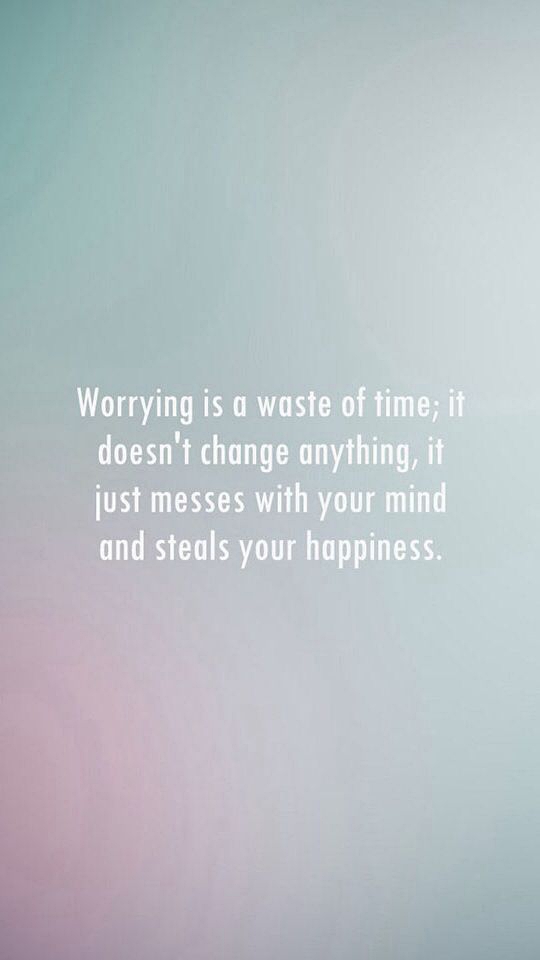 Worrying is a waste of time; it
doesn't change anything, it
just messes with your mind
and steals your happiness.